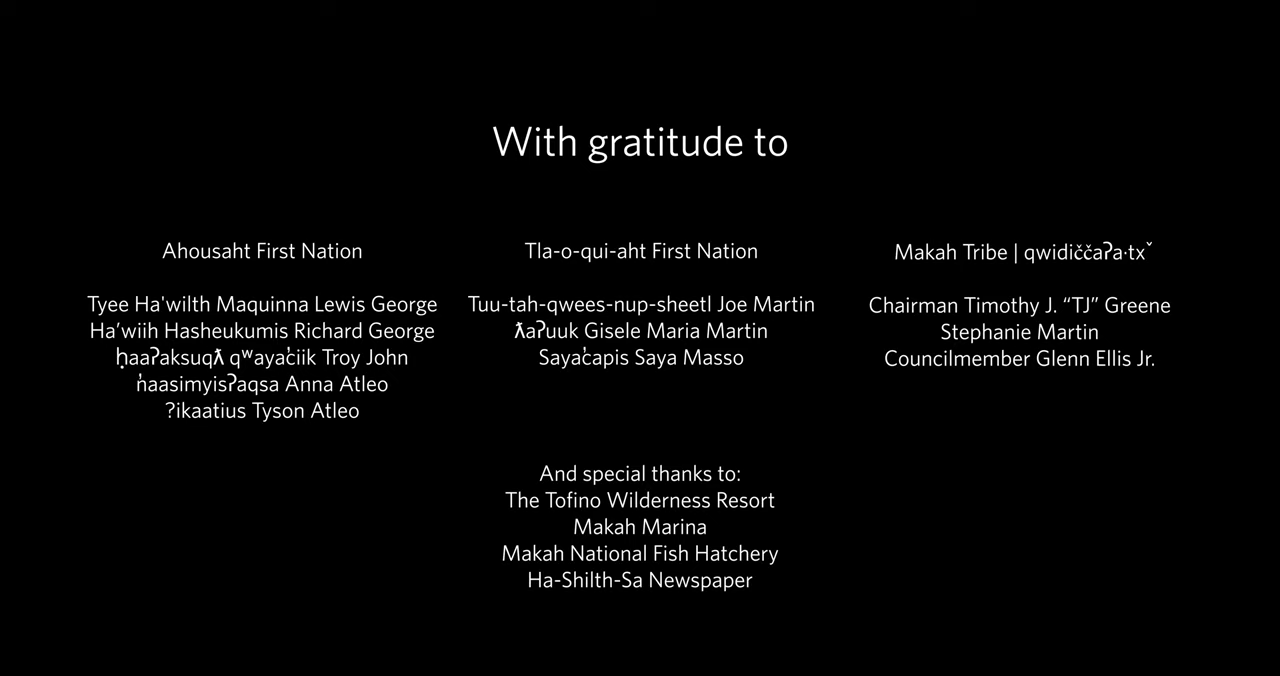 With gratitude to
Ahousaht First Nation
Tyee Ha'wilth Maquinna Lewis George
Ha’wiih Hasheukumis Richard George
ḥaaʔaksuqƛ qʷayac̓iik Troy John
n̓aasimyisʔaqsa Anna Atleo
?ikaatius Tyson Atleo
Tla-o-qui-aht First Nation
Tuu-tah-qwees-nup-sheetl Joe Martin
ƛaʔuuk Gisele Maria Martin
Sayac̓apis Saya Masso
Makah Tribe | qwidiččaʔa·txˇ
Chairman Timothy J. “TJ” Greene
Stephanie Martin
Councilmember Glenn Ellis Jr.
And special thanks to:
The Tofino Wilderness Resort
Makah Marina
Makah National Fish Hatchery
Ha-Shilth-Sa Newspaper